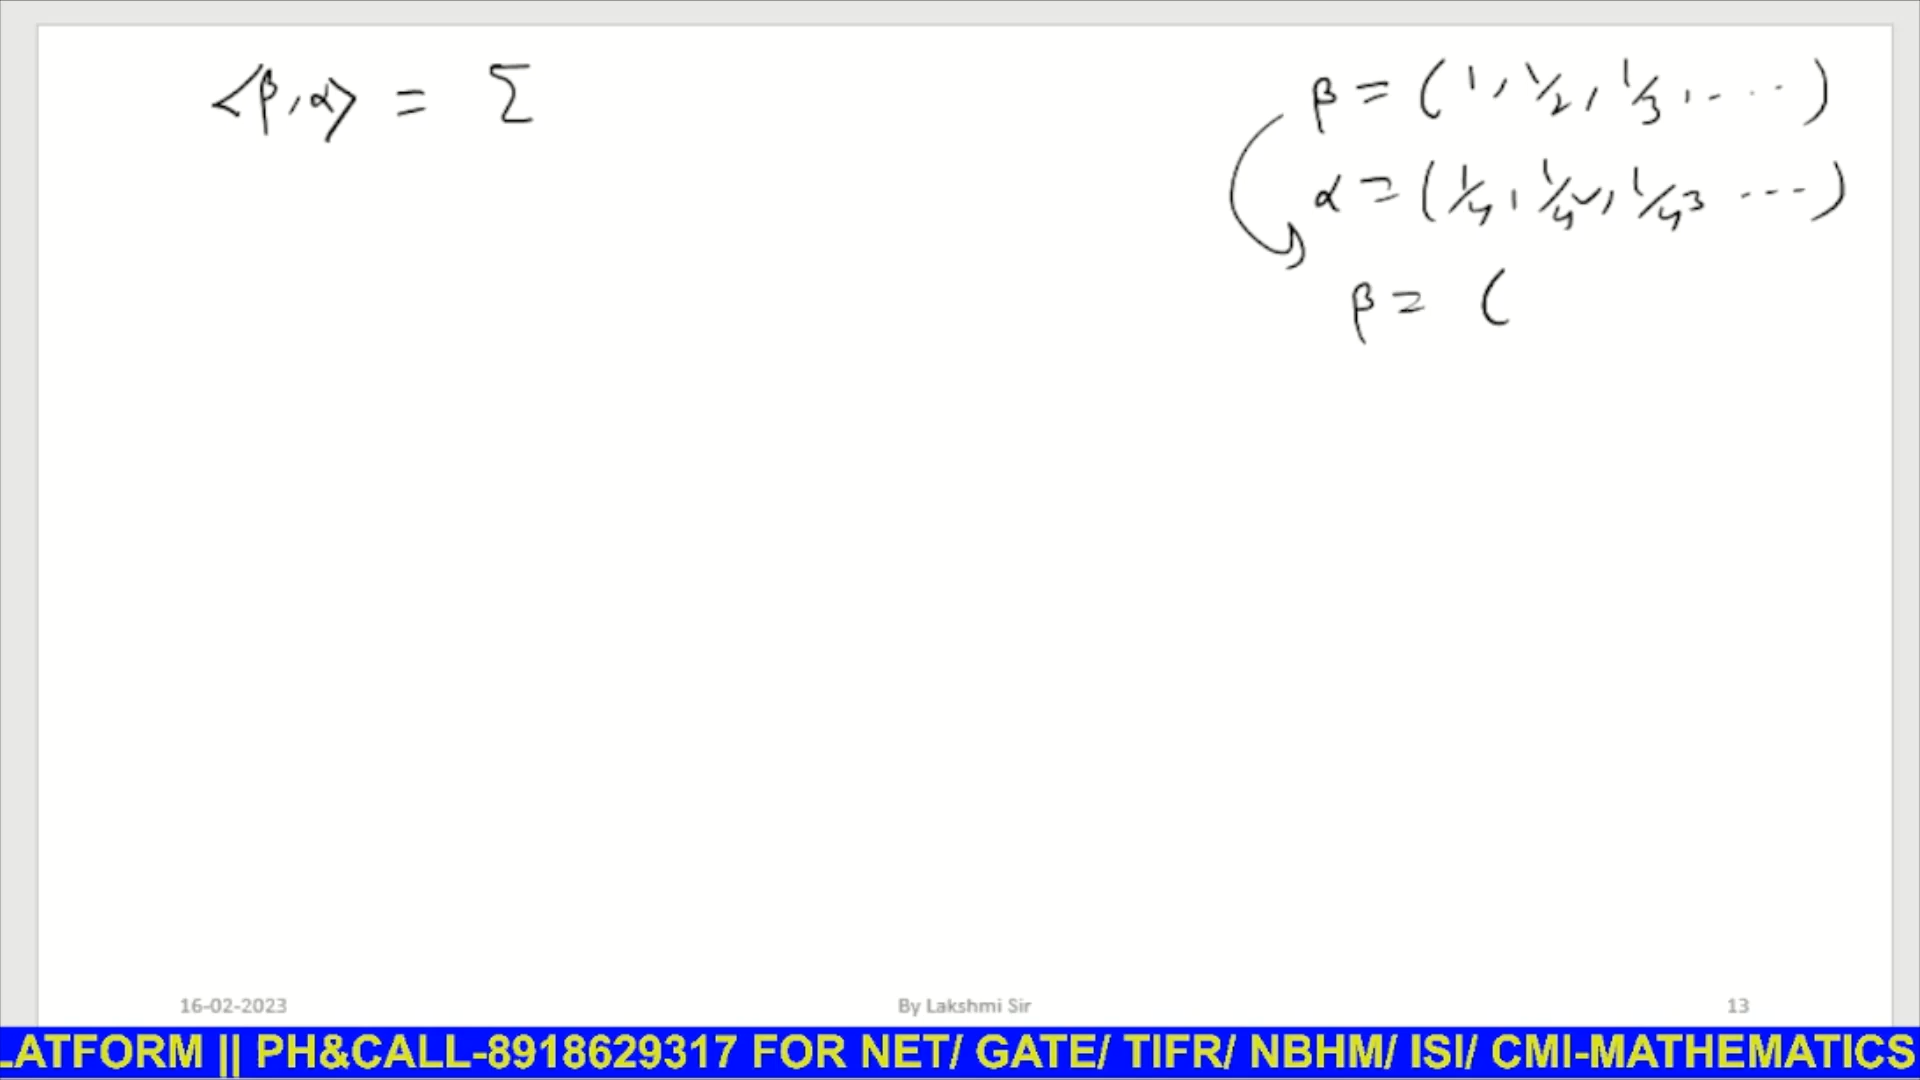 <β, α> = Σ
β = (1, 1/2, 1/3, ....)
α = (1/4, 1/4², 1/4³ ...)
β = (
16-02-2023 By Lakshmi Sir 13
LATFORM || PH&CALL-8918629317 FOR NET/ GATE/ TIFR/ NBHM/ ISI/ CMI-MATHEMATICS